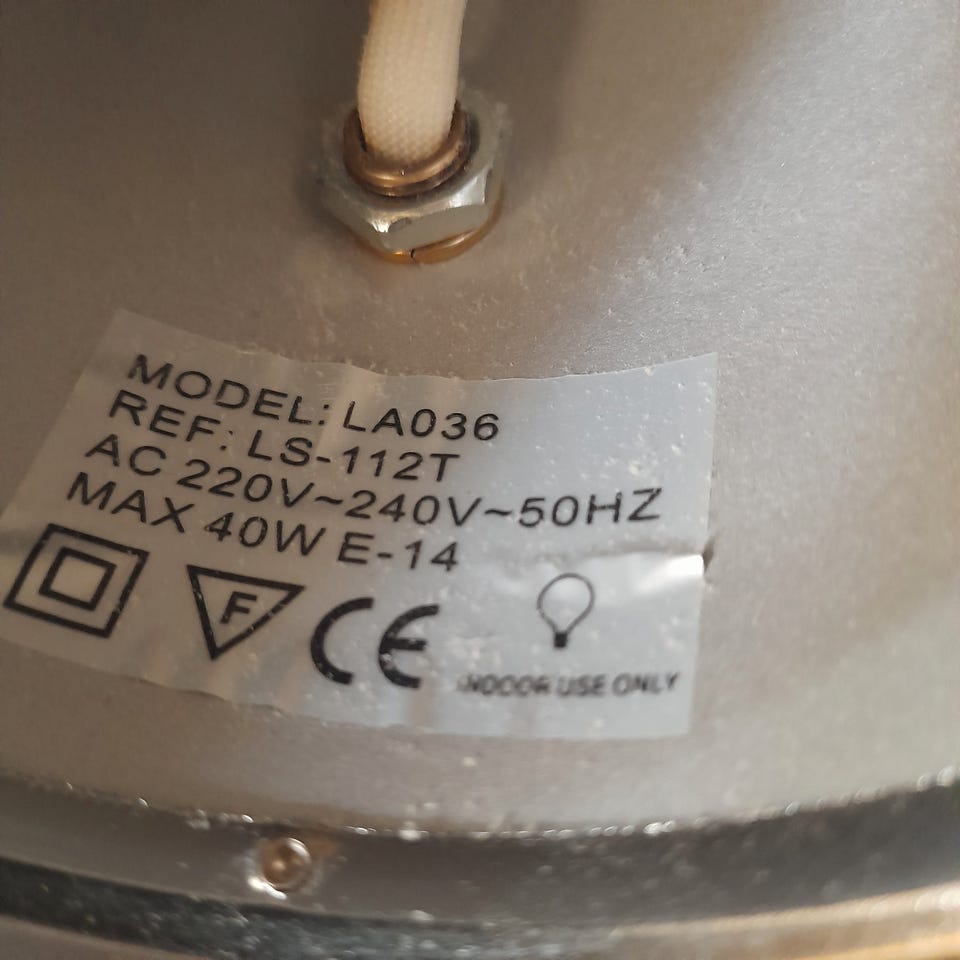 MODEL: LA036
REF: LS-112T
AC 220V~240V~50HZ
MAX 40W E-14
F CE
INDOOR USE ONLY